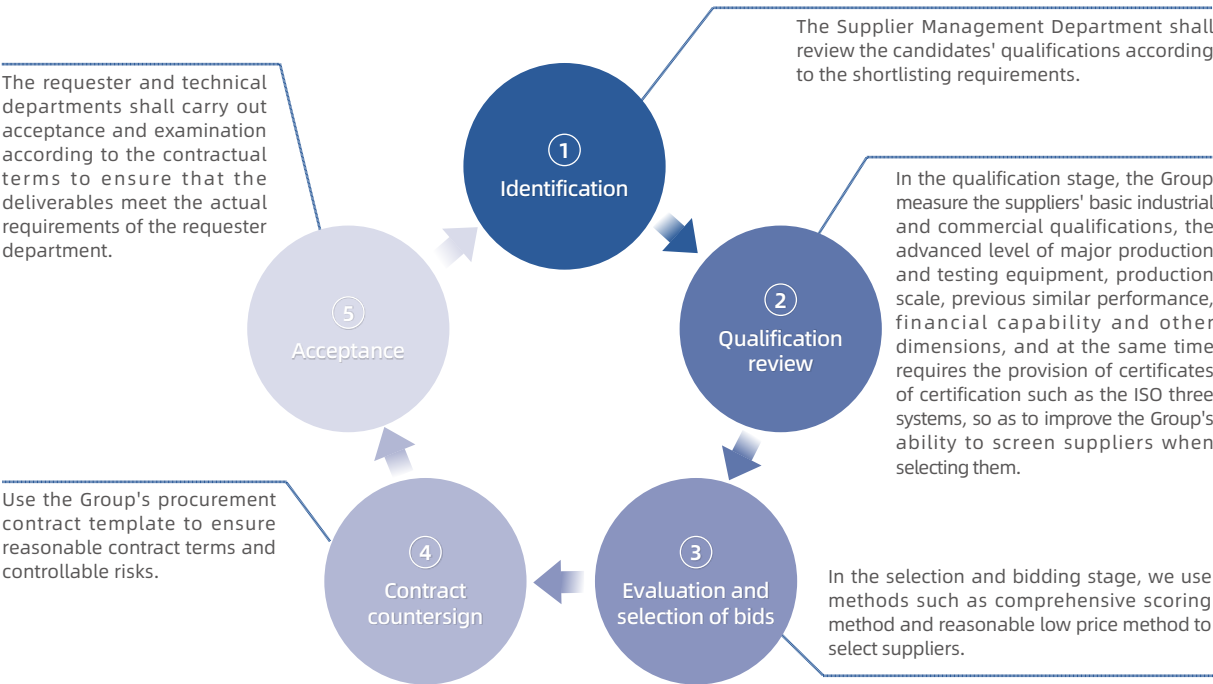 The Supplier Management Department shall
review the candidates' qualifications according
to the shortlisting requirements.
①
Identification
In the qualification stage, the Group
measure the suppliers' basic industrial
and commercial qualifications, the
advanced level of major production
and testing equipment, production
scale, previous similar performance,
financial capability and other
dimensions, and at the same time
requires the provision of certificates
of certification such as the ISO three
systems, so as to improve the Group's
ability to screen suppliers when
selecting them.
②
Qualification
review
In the selection and bidding stage, we use
methods such as comprehensive scoring
method and reasonable low price method to
select suppliers.
③
Evaluation and
selection of bids
Use the Group's procurement
contract template to ensure
reasonable contract terms and
controllable risks.
④
Contract
countersign
The requester and technical
departments shall carry out
acceptance and examination
according to the contractual
terms to ensure that the
deliverables meet the actual
requirements of the requester
department.
⑤
Acceptance